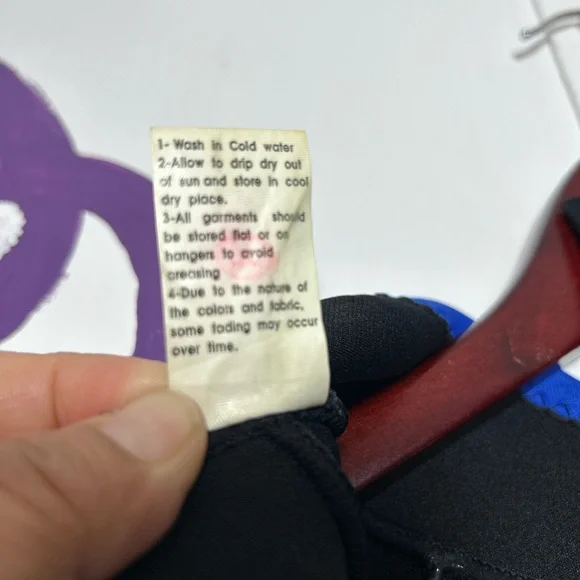 1- Wash in Cold water
2-Allow to drip dry out
of sun and store in cool
dry place.
3-All garments should
be stored flat or on
hangers to avoid
creasing
4-Due to the nature of
the colors and fabric,
some fading may occur
over time.